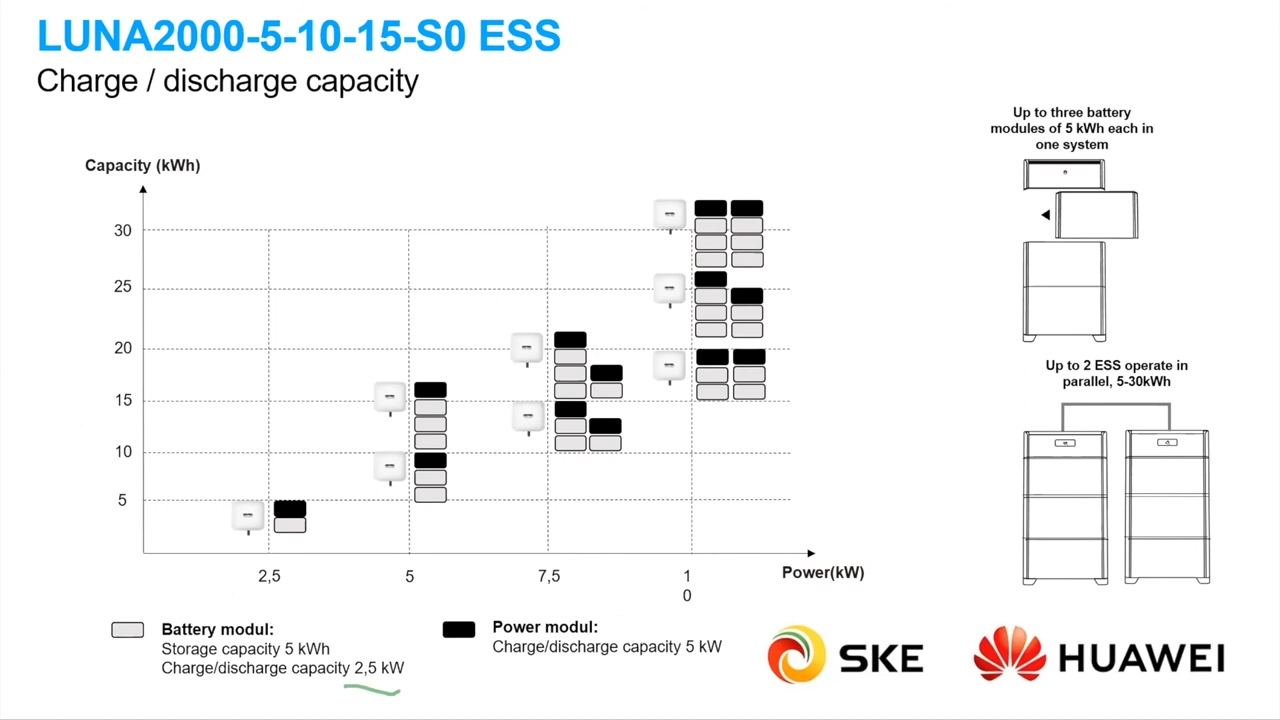 LUNA2000-5-10-15-S0 ESS
Charge / discharge capacity
Up to three battery
modules of 5 kWh each in
one system
Capacity (kWh)
30
25
20
15
10
5
2,5
5
7,5
1
0
Power(kW)
Up to 2 ESS operate in
parallel, 5-30kWh
Battery modul:
Storage capacity 5 kWh
Charge/discharge capacity 2,5 kW
Power modul:
Charge/discharge capacity 5 kW
SKE
HUAWEI